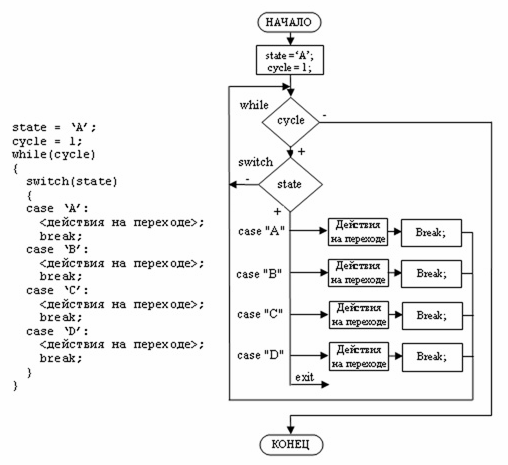 state = ‘A’;
cycle = 1;
while(cycle)
{
switch(state)
{
case ‘A’:
<действия на переходе>;
break;
case ‘B’:
<действия на переходе>;
break;
case ‘C’:
<действия на переходе>;
break;
case ‘D’:
<действия на переходе>;
break;
}
}
НАЧАЛО
state=‘A’;
cycle = 1;
while
cycle
-
+
switch
-
state
+
case "A"
Действия
на переходе
Break;
case "B"
Действия
на переходе
Break;
case "C"
Действия
на переходе
Break;
case "D"
Действия
на переходе
Break;
exit
КОНЕЦ